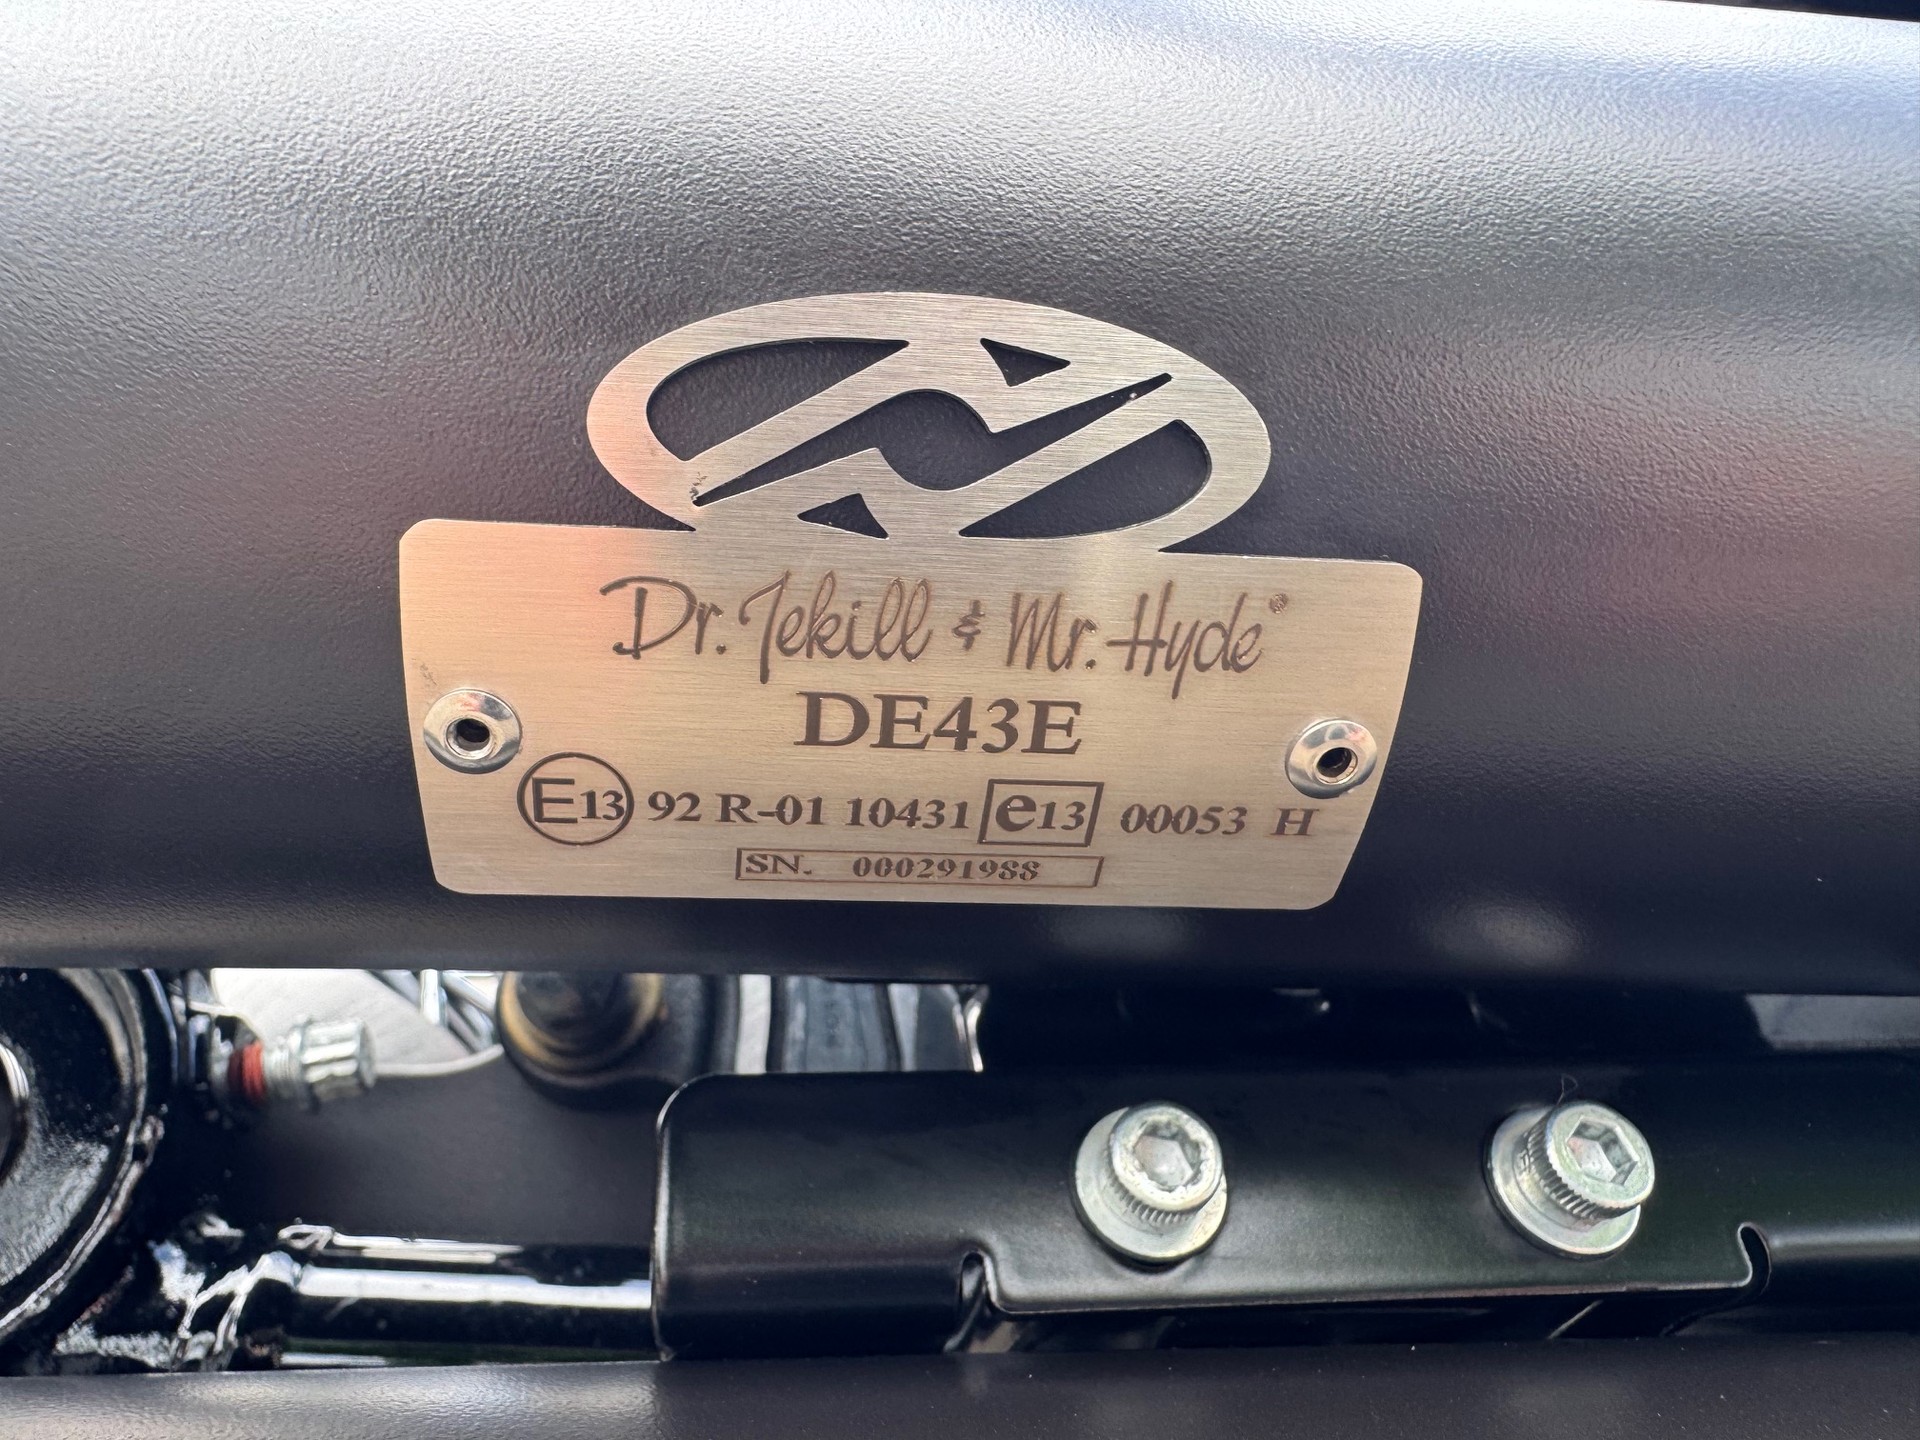 Dr. Jekill & Mr. Hyde®
DE43E
E13 92 R-01 10431 e13 00053 H
SN. 000291988